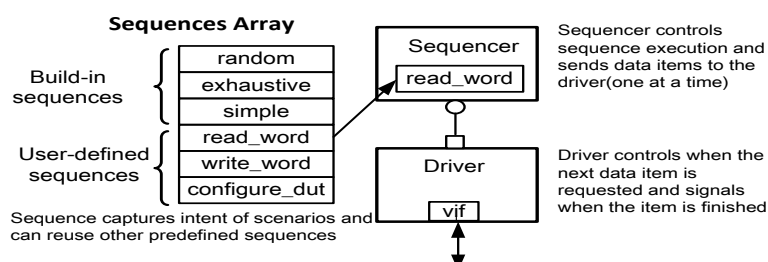 Sequences Array
Build-in
sequences
User-defined
sequences
random
exhaustive
simple
read_word
write_word
configure_dut
Sequence captures intent of scenarios and
can reuse other predefined sequences
Sequencer
read_word
Driver
vif
Sequencer controls
sequence execution and
sends data items to the
driver(one at a time)
Driver controls when the
next data item is
requested and signals
when the item is finished